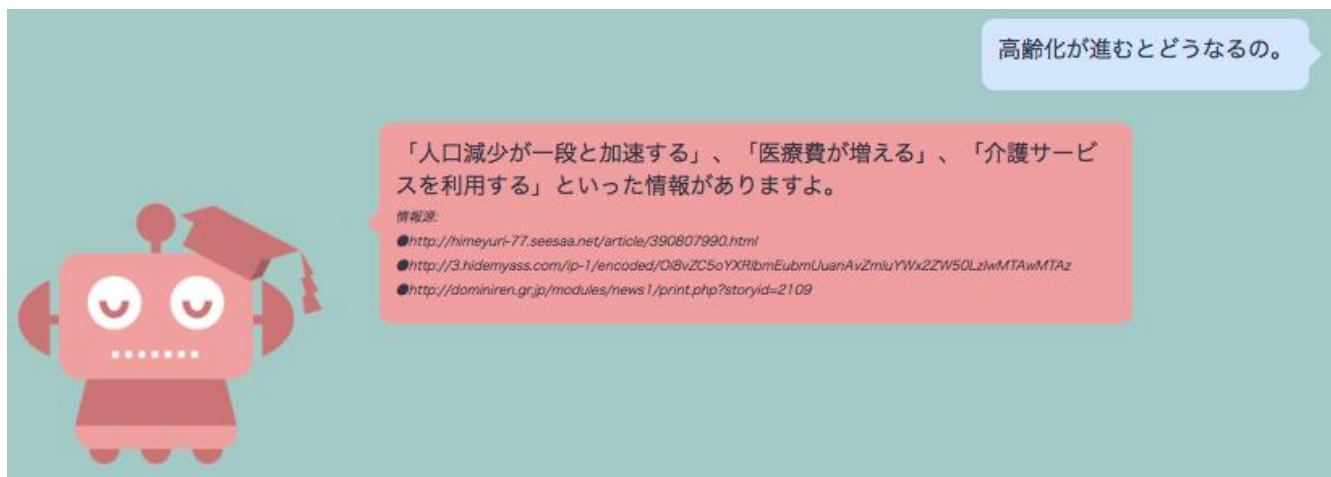 高齢化が進むとどうなるの。
「人口減少が一段と加速する」、「医療費が増える」、「介護サービ
スを利用する」といった情報がありますよ。
情報源:
●http://himeyuri-77.seesaa.net/article/390807990.html
●http://3.hidemyass.com/ip-1/encoded/Oi8vZC5oYXRlbmEubmUuanAvZmluYWx2ZW50LzIwMTAwMTAz
●http://dominiren.gr.jp/modules/news1/print.php?storyid=2109